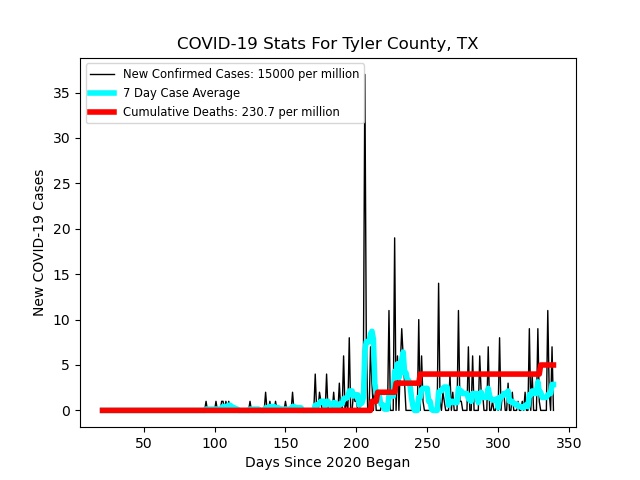 COVID-19 Stats For Tyler County, TX
New Confirmed Cases: 15000 per million
7 Day Case Average
Cumulative Deaths: 230.7 per million
New COVID-19 Cases
35
30
25
20
15
10
5
0
50 100 150 200 250 300 350
Days Since 2020 Began